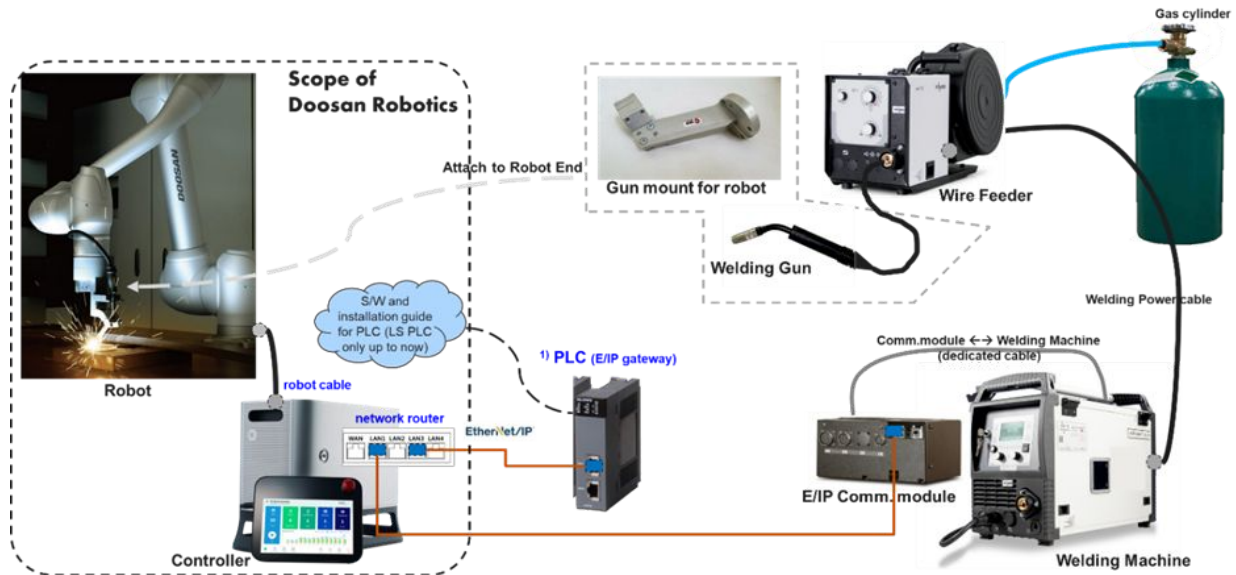 Gas cylinder
Scope of
Doosan Robotics
DOOSAN
Attach to Robot End
Gun mount for robot
Wire Feeder
Welding Gun
S/W and
installation guide
for PLC (LS PLC
only up to now)
Welding Power cable
Comm.module ←→ Welding Machine
(dedicated cable)
1) PLC (E/IP gateway)
Robot
robot cable
network router
WAN LAN1 LAN2 LAN3 LAN4
EtherNet/IP
E/IP Comm.module
Controller
Welding Machine